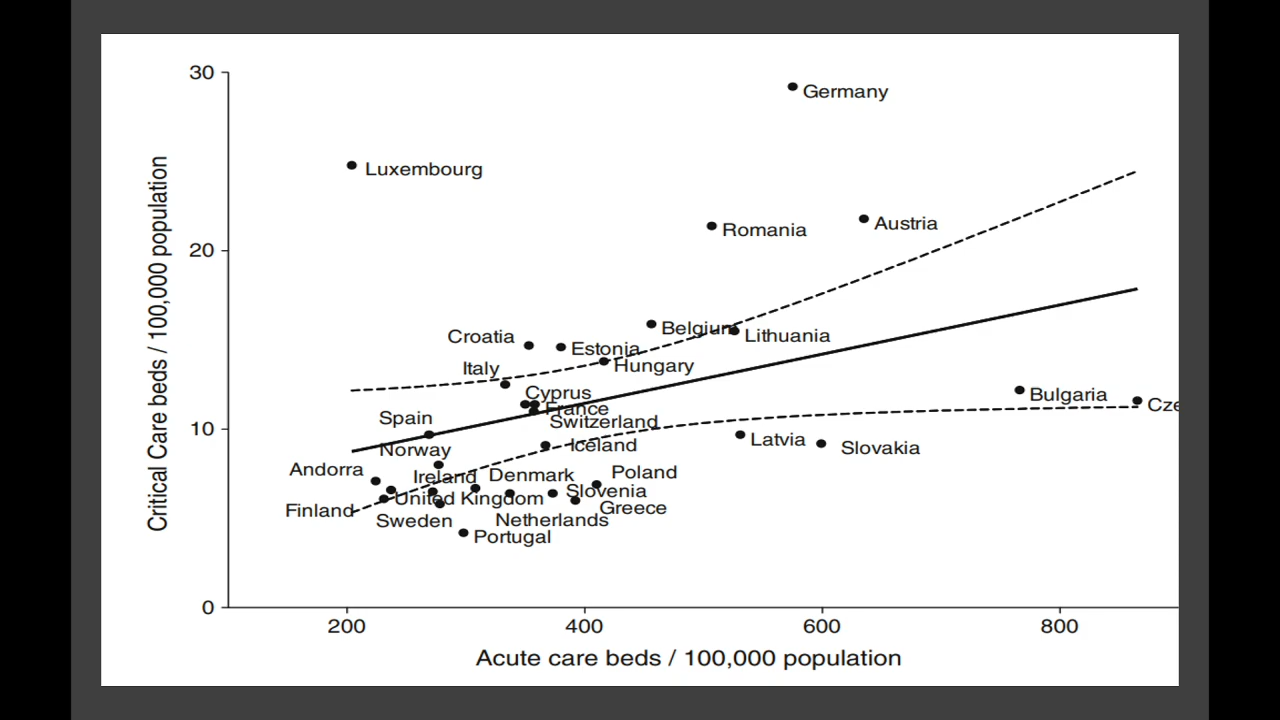 30
Germany
Luxembourg
Romania
Austria
20
Croatia
Belgium
Lithuania
Estonia
Italy
Hungary
Cyprus
Bulgaria
France
Cze
Spain
Switzerland
10
Norway
Iceland
Latvia
Slovakia
Andorra
Ireland
Denmark
Poland
United Kingdom
Slovenia
Finland
Greece
Sweden
Netherlands
Portugal
0
200
400
600
800
Critical Care beds / 100,000 population
Acute care beds / 100,000 population